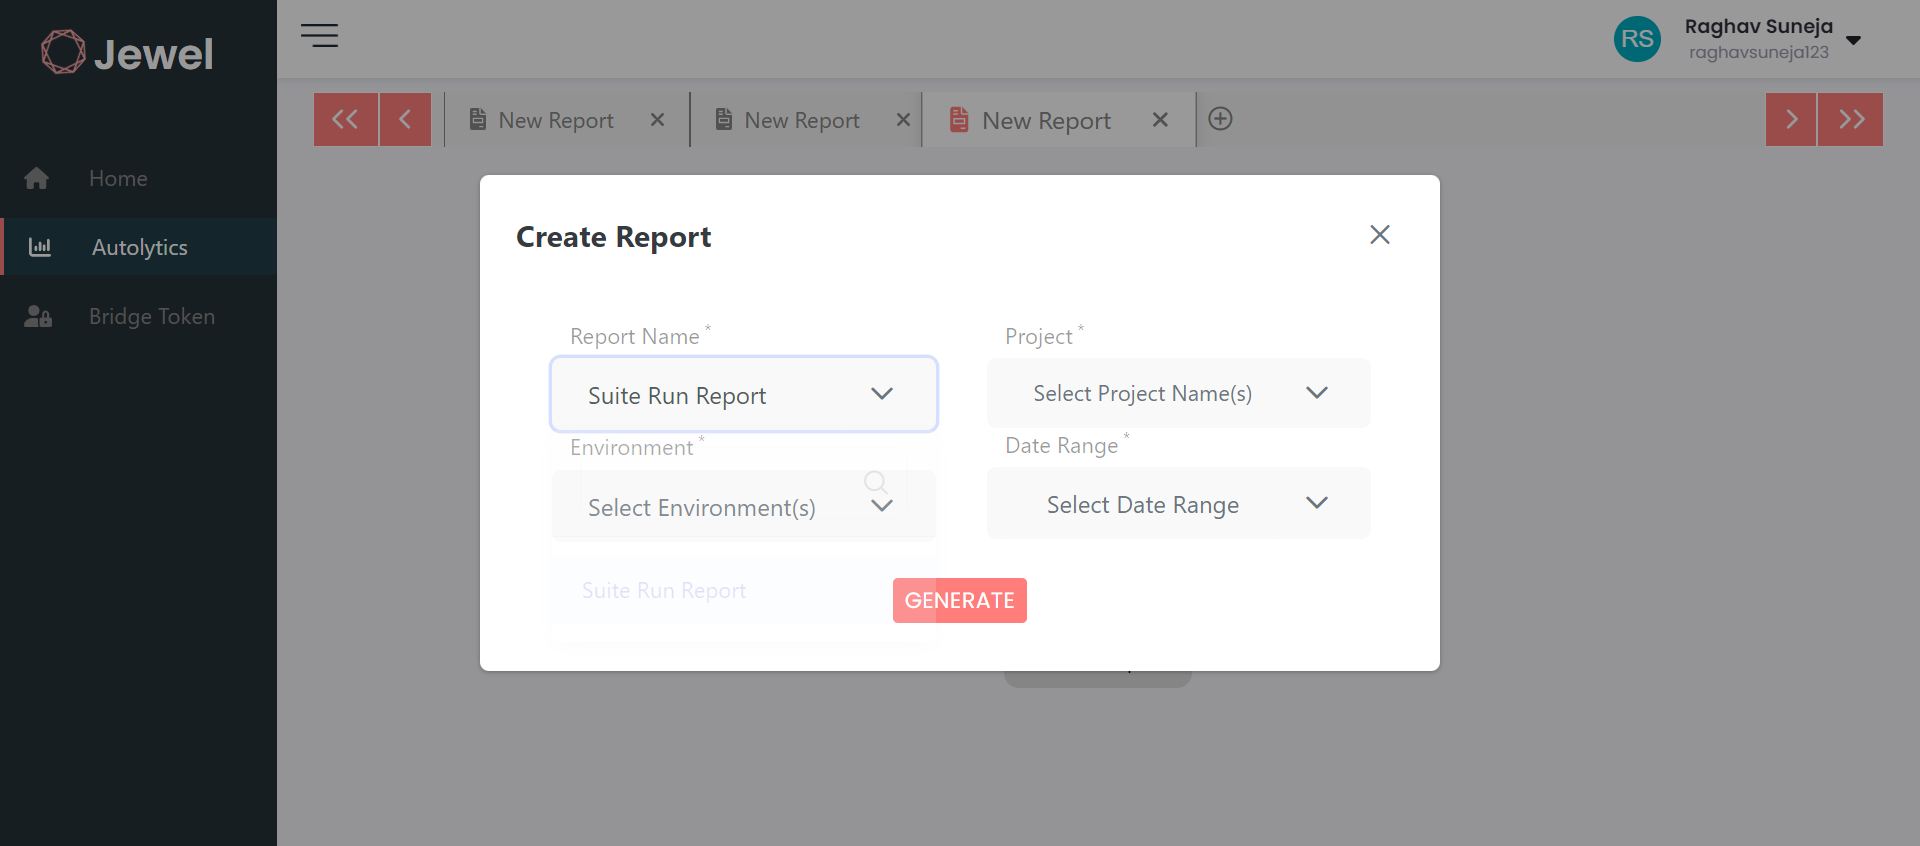 Jewel
RS
Raghav Suneja
raghavsuneja123
New Report
New Report
New Report
Home
Autolytics
Bridge Token
Create Report
Report Name *
Project *
Suite Run Report
Select Project Name(s)
Environment *
Date Range *
Select Environment(s)
Select Date Range
Suite Run Report
GENERATE